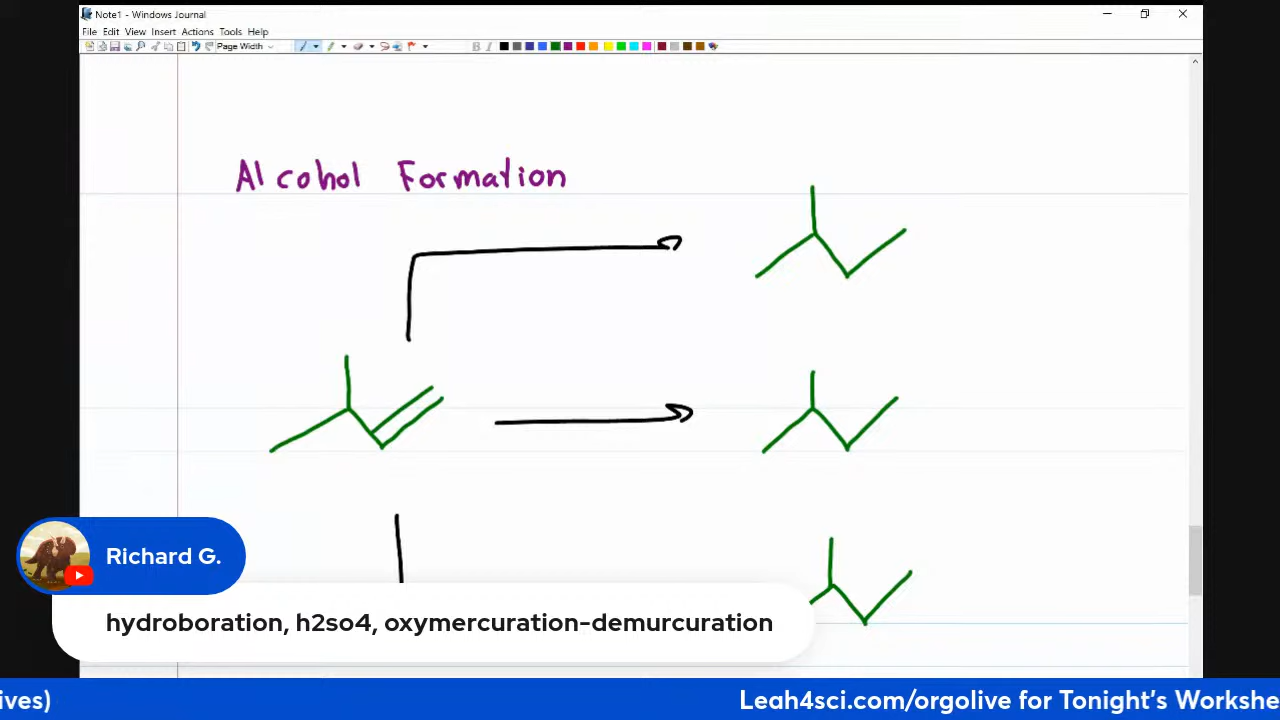 Note1 - Windows Journal
File Edit View Insert Actions Tools Help
Page Width
B I
Alcohol Formation
Richard G.
hydroboration, h2so4, oxymercuration-demurcuration
ives) Leah4sci.com/orgolive for Tonight's Workshe